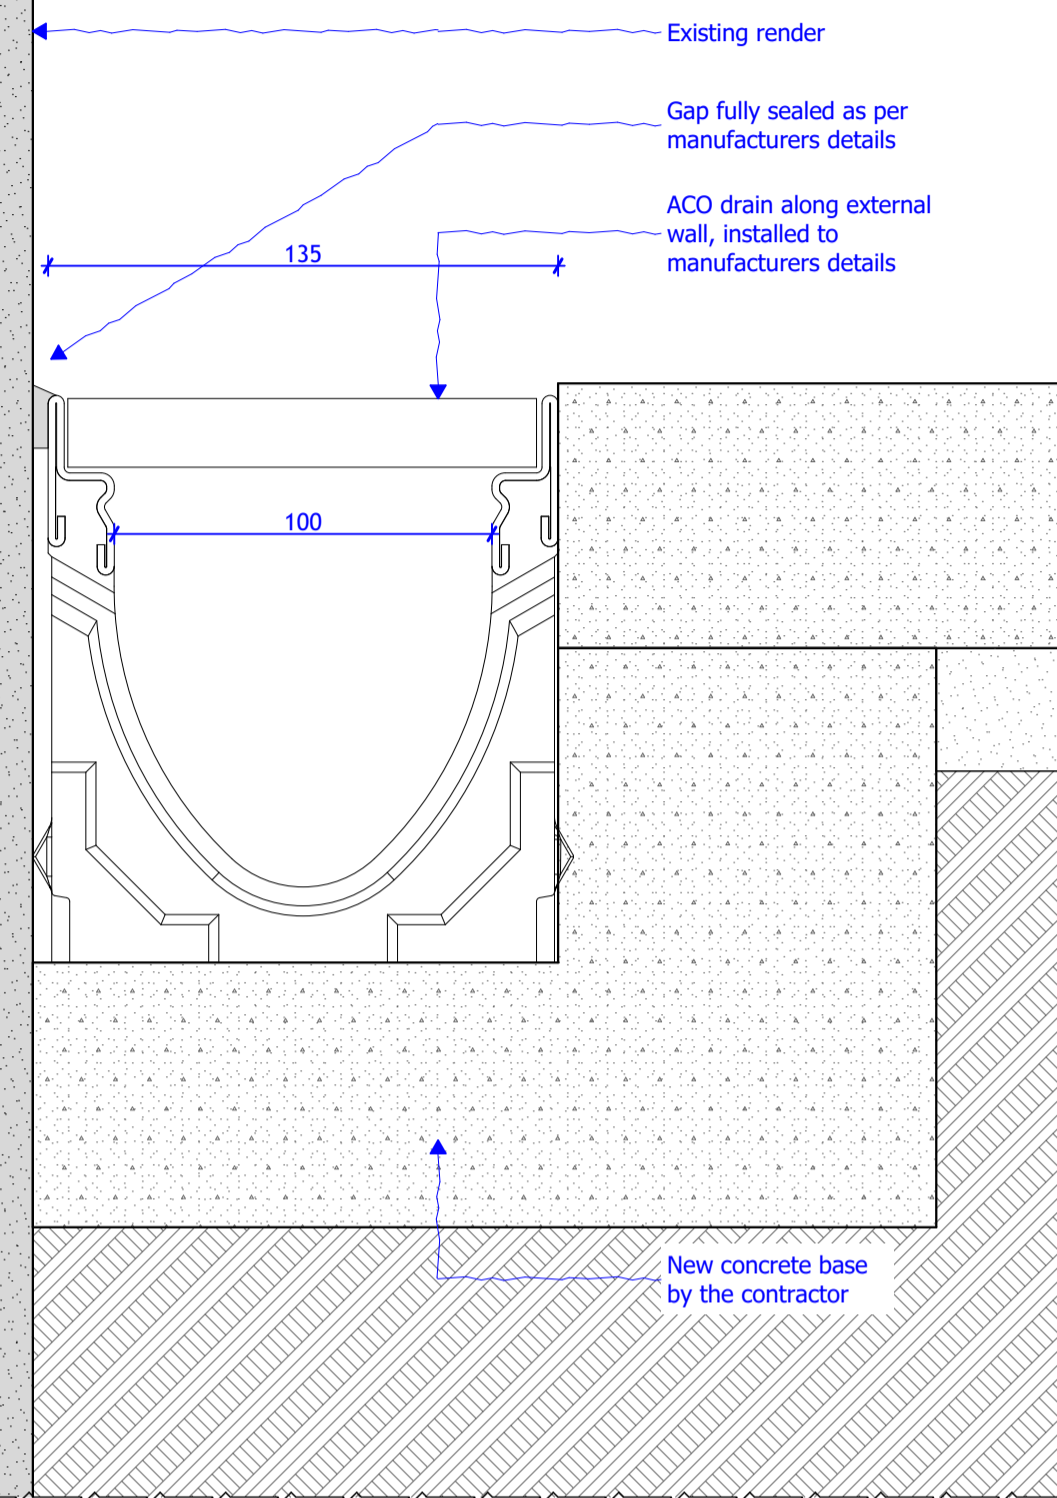 Existing render
Gap fully sealed as per
manufacturers details
ACO drain along external
wall, installed to
manufacturers details
135
100
New concrete base
by the contractor